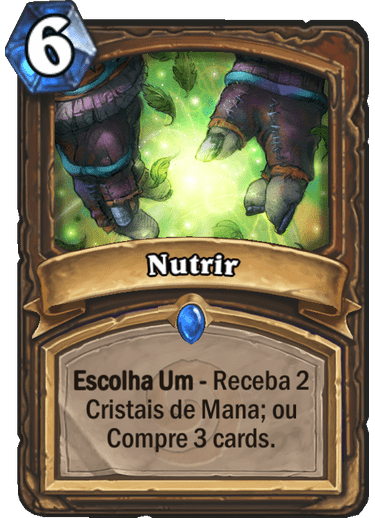 6
Nutrir
Escolha Um - Receba 2
Cristais de Mana; ou
Compre 3 cards.